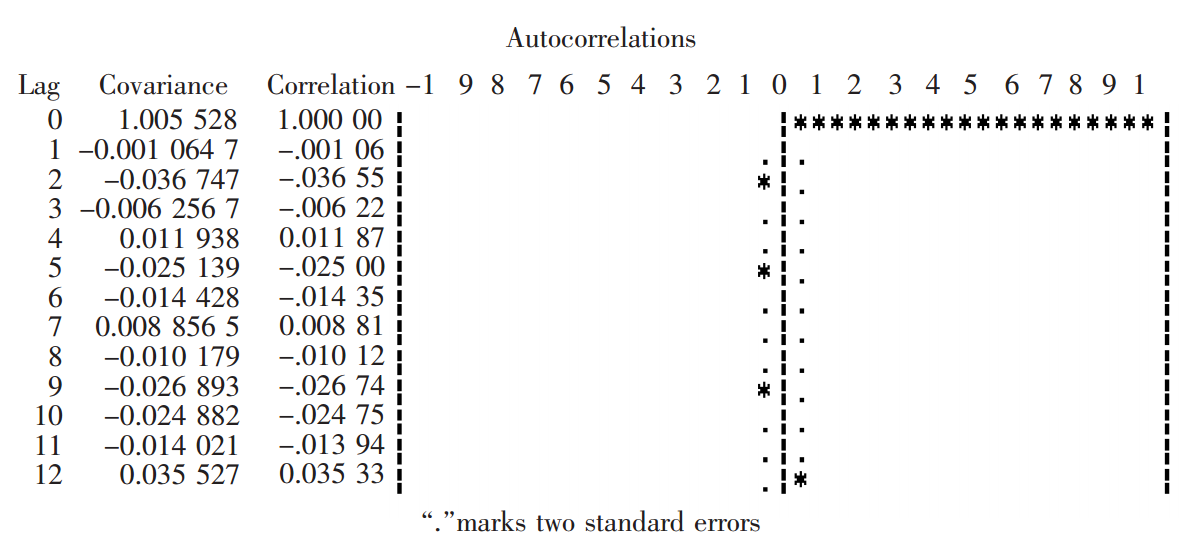 Autocorrelations
Lag Covariance Correlation −1 9 8 7 6 5 4 3 2 1 0 1 2 3 4 5 6 7 8 9 1
0 1.005 528 1.000 00 ********************
1 −0.001 064 7 −.001 06 . .
2 −0.036 747 −.036 55 * .
3 −0.006 256 7 −.006 22 . .
4 0.011 938 0.011 87 . .
5 −0.025 139 −.025 00 * .
6 −0.014 428 −.014 35 . .
7 0.008 856 5 0.008 81 . .
8 −0.010 179 −.010 12 . .
9 −0.026 893 −.026 74 * .
10 −0.024 882 −.024 75 . .
11 −0.014 021 −.013 94 . .
12 0.035 527 0.035 33 . *
“.”marks two standard errors